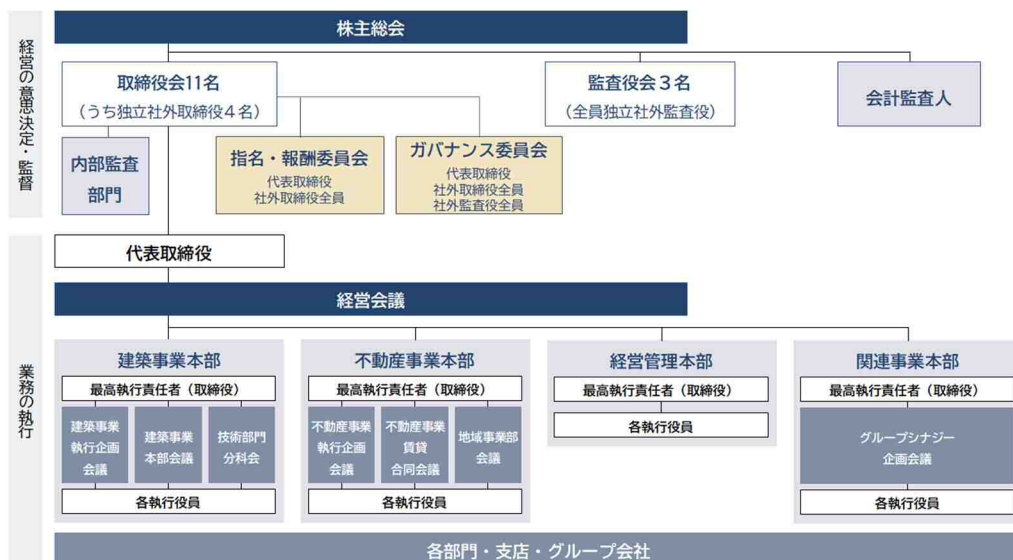 経営の意思決定・監督
株主総会
取締役会11名
（うち独立社外取締役４名）
監査役会３名
（全員独立社外監査役）
会計監査人
内部監査
部門
指名・報酬委員会
代表取締役
社外取締役全員
ガバナンス委員会
代表取締役
社外取締役全員
社外監査役全員
業務の執行
代表取締役
経営会議
建築事業本部
最高執行責任者（取締役）
建築事業
執行企画
会議
建築事業
本部会議
技術部門
分科会
各執行役員
不動産事業本部
最高執行責任者（取締役）
不動産事業
執行企画
会議
不動産事業
賃貸
合同会議
地域事業部
会議
各執行役員
経営管理本部
最高執行責任者（取締役）
各執行役員
関連事業本部
最高執行責任者（取締役）
グループシナジー
企画会議
各執行役員
各部門・支店・グループ会社